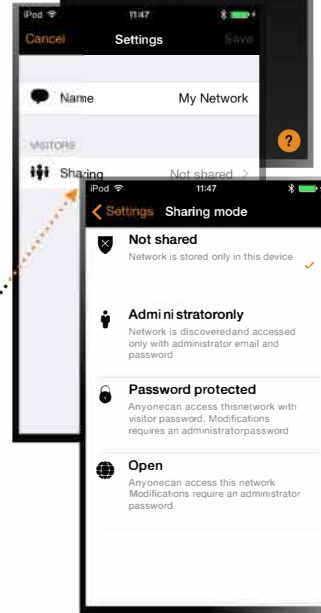 iPod 11:47
Cancel Settings Save
Name My Network
VISITORS
Sharing Not shared >
?
iPod 11:47
< Settings Sharing mode
Not shared
Network is stored only in this device
Admi ni stratoronly
Network is discoveredand accessed
only with administrator email and
password
Password protected
Anyonecan access thisnetwork with
visitor password. Modifications
requires an administratorpassword
Open
Anyonecan access this network
Modifications require an administrator
password